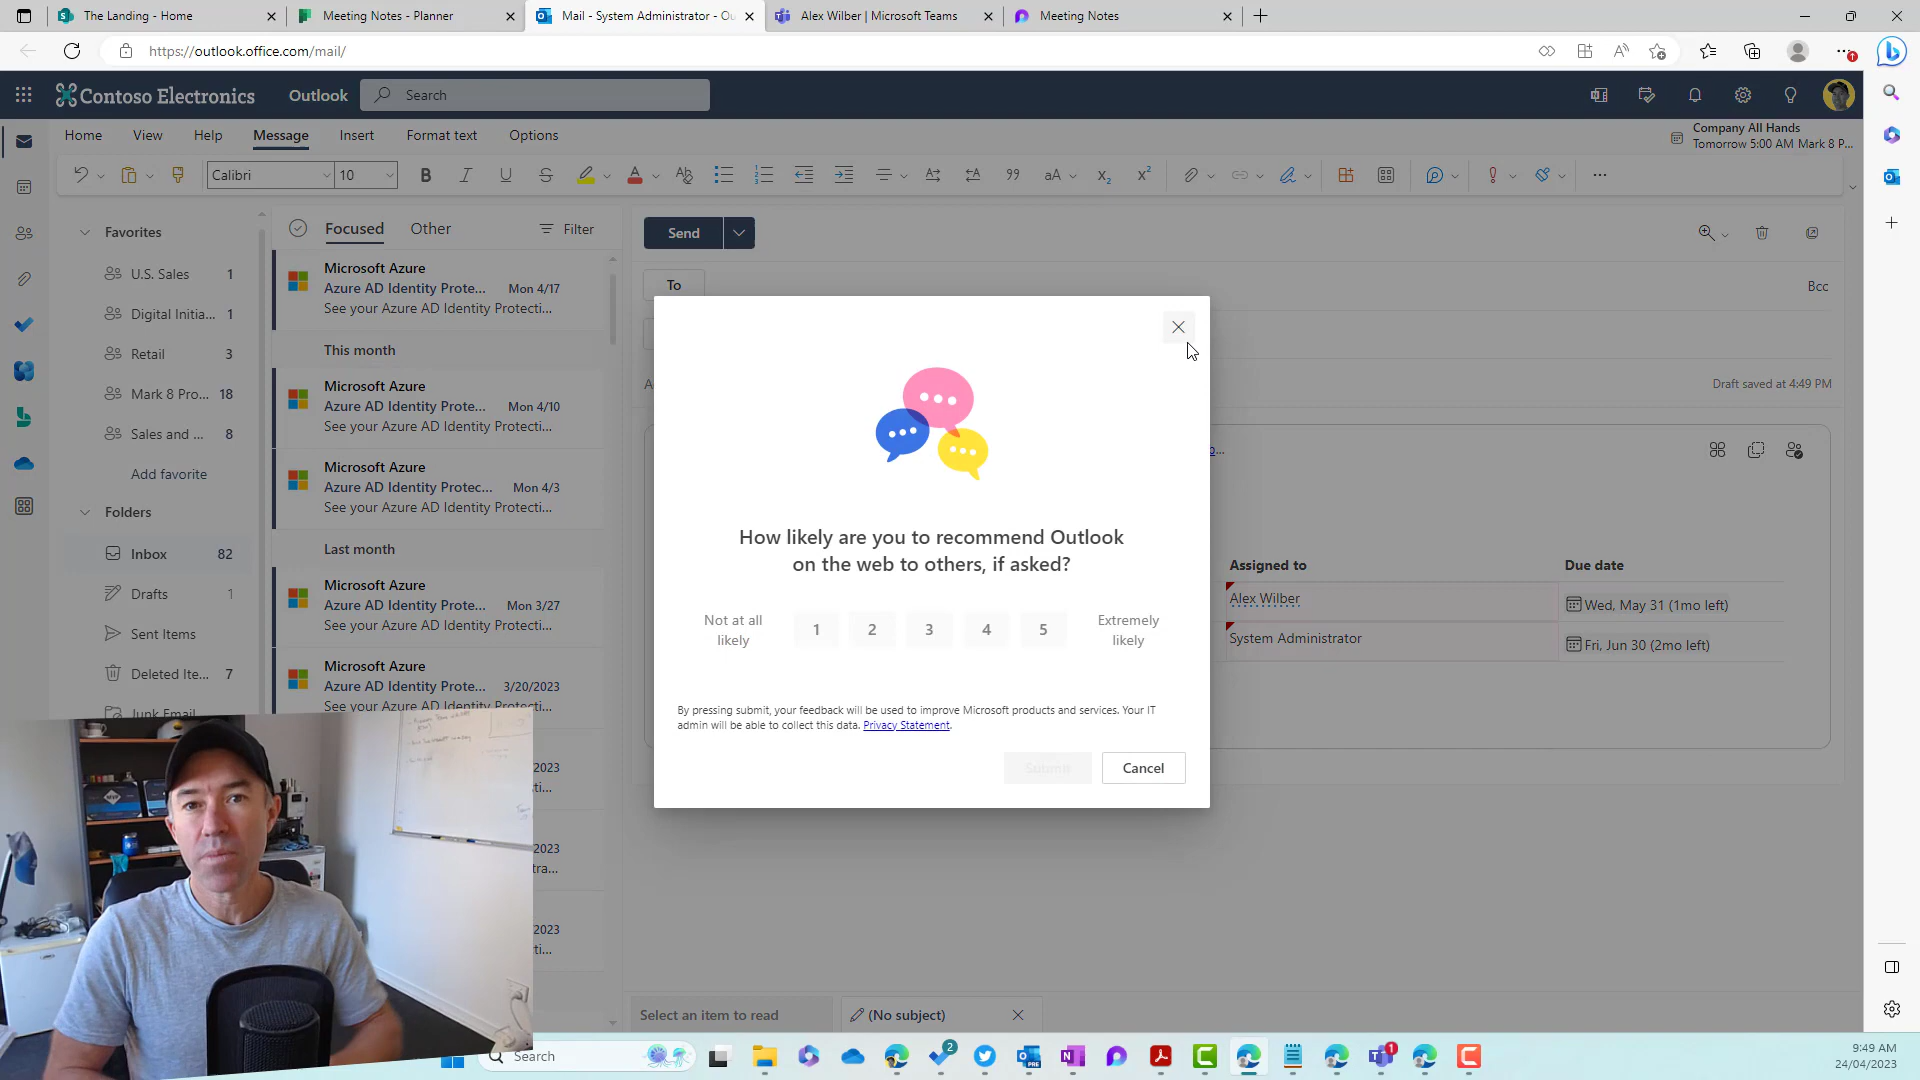 The Landing - Home
Meeting Notes - Planner
Mail - System Administrator - Ou
Alex Wilber | Microsoft Teams
Meeting Notes
https://outlook.office.com/mail/
Contoso Electronics
Outlook
Search
Home
View
Help
Message
Insert
Format text
Options
Company All Hands
Tomorrow 5:00 AM Mark 8 P...
Calibri
10
Favorites
U.S. Sales 1
Digital Initia... 1
Retail 3
Mark 8 Pro... 18
Sales and ... 8
Add favorite
Folders
Inbox 82
Drafts 1
Sent Items
Deleted Ite... 7
Junk Email
Focused
Other
Filter
Microsoft Azure
Azure AD Identity Prote... Mon 4/17
See your Azure AD Identity Protecti...
This month
Microsoft Azure
Azure AD Identity Prote... Mon 4/10
See your Azure AD Identity Protecti...
Microsoft Azure
Azure AD Identity Protec... Mon 4/3
See your Azure AD Identity Protecti...
Last month
Microsoft Azure
Azure AD Identity Prote... Mon 3/27
See your Azure AD Identity Protecti...
Microsoft Azure
Azure AD Identity Prote... 3/20/2023
See your Azure AD Identity Protecti...
Send
To
Bcc
Draft saved at 4:49 PM
How likely are you to recommend Outlook
on the web to others, if asked?
Not at all
likely
1 2 3 4 5
Extremely
likely
By pressing submit, your feedback will be used to improve Microsoft products and services. Your IT
admin will be able to collect this data. Privacy Statement.
Submit
Cancel
Assigned to
Due date
Alex Wilber
Wed, May 31 (1mo left)
System Administrator
Fri, Jun 30 (2mo left)
Select an item to read
(No subject)
Search
2
1
9:49 AM
24/04/2023